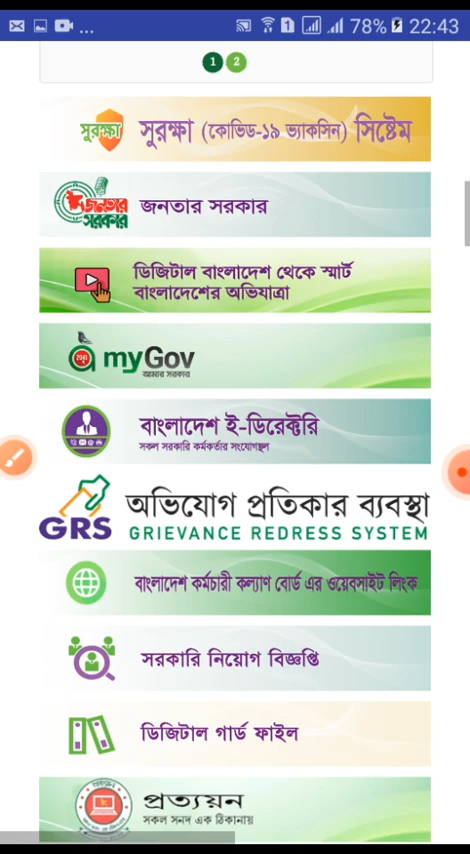 78% 22:43
1 2
সুরক্ষা সুরক্ষা (কোভিড-১৯ ভ্যাকসিন) সিস্টেম
জনতার সরকার জনতার সরকার
ডিজিটাল বাংলাদেশ থেকে স্মার্ট
বাংলাদেশের অভিযাত্রা
myGov
আমার সরকার
বাংলাদেশ ই-ডিরেক্টরি
সকল সরকারি কর্মকর্তার সংযোগস্থল
GRS অভিযোগ প্রতিকার ব্যবস্থা
GRIEVANCE REDRESS SYSTEM
বাংলাদেশ কর্মচারী কল্যাণ বোর্ড এর ওয়েবসাইট লিংক
সরকারি নিয়োগ বিজ্ঞপ্তি
ডিজিটাল গার্ড ফাইল
প্রত্যয়ন
সকল সনদ এক ঠিকানায়